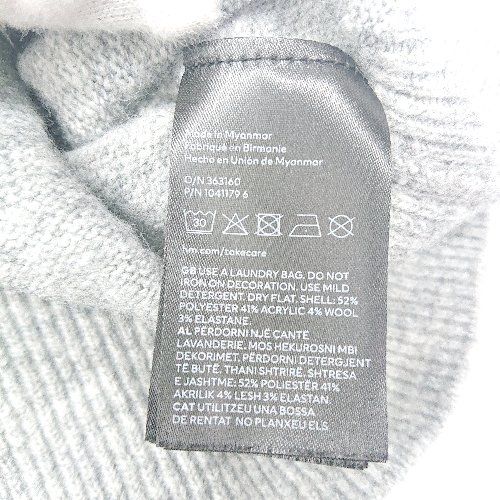 Made in Myanmar
Fabriqué en Birmanie
Hecho en Unión de Myanmar
O/N 363160
P/N 1041179 6
30
hm.com/takecare
GB USE A LAUNDRY BAG. DO NOT
IRON ON DECORATION. USE MILD
DETERGENT. DRY FLAT. SHELL: 52%
POLYESTER 41% ACRYLIC 4% WOOL
3% ELASTANE.
AL PËRDORNI NJË ÇANTË
LAVANDERIE. MOS HEKUROSNI MBI
DEKORIMET. PËRDORNI DETERGJENT
TË BUTË. THANI SHTRIRË. SHTRESA
E JASHTME: 52% POLIESTËR 41%
AKRILIK 4% LESH 3% ELASTAN.
CAT UTILITZEU UNA BOSSA
DE RENTAT. NO PLANXEU ELS